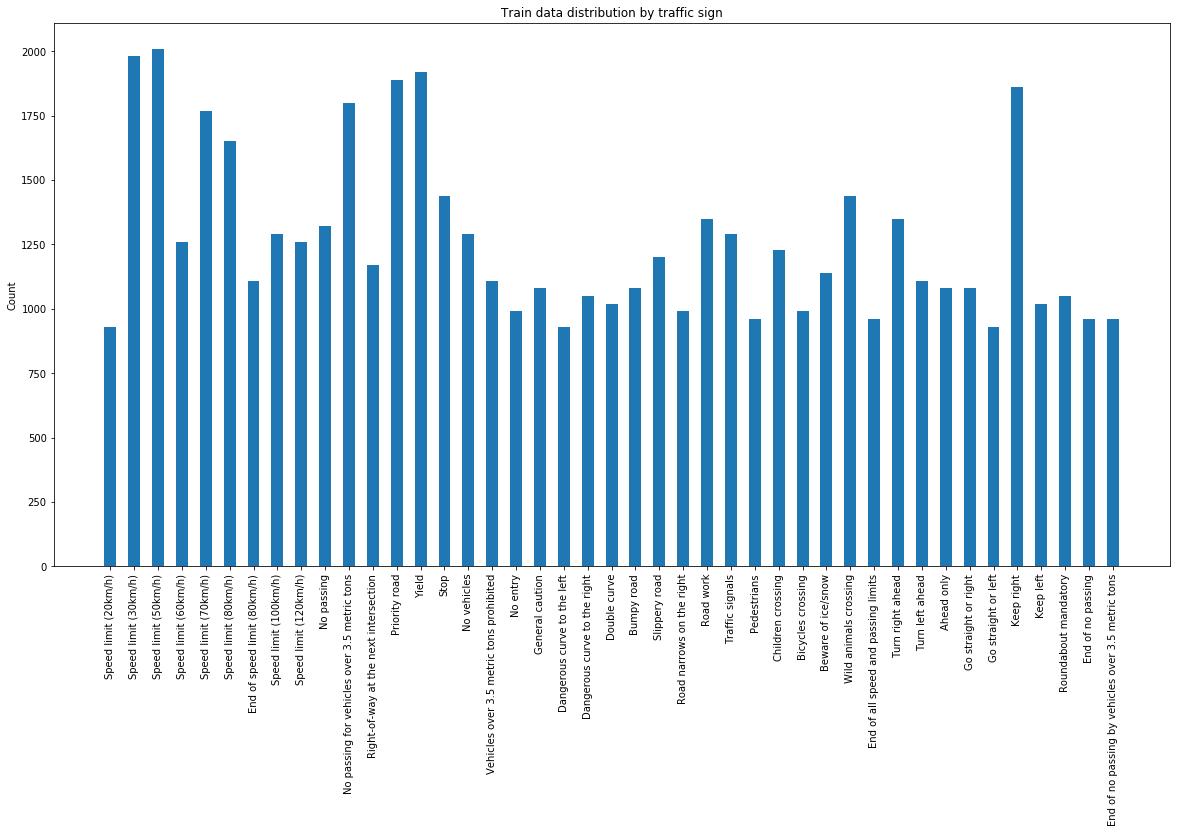 Train data distribution by traffic sign
Count
2000
1750
1500
1250
1000
750
500
250
0
Speed limit (20km/h)
Speed limit (30km/h)
Speed limit (50km/h)
Speed limit (60km/h)
Speed limit (70km/h)
Speed limit (80km/h)
End of speed limit (80km/h)
Speed limit (100km/h)
Speed limit (120km/h)
No passing
No passing for vehicles over 3.5 metric tons
Right-of-way at the next intersection
Priority road
Yield
Stop
No vehicles
Vehicles over 3.5 metric tons prohibited
No entry
General caution
Dangerous curve to the left
Dangerous curve to the right
Double curve
Bumpy road
Slippery road
Road narrows on the right
Road work
Traffic signals
Pedestrians
Children crossing
Bicycles crossing
Beware of ice/snow
Wild animals crossing
End of all speed and passing limits
Turn right ahead
Turn left ahead
Ahead only
Go straight or right
Go straight or left
Keep right
Keep left
Roundabout mandatory
End of no passing
End of no passing by vehicles over 3.5 metric tons